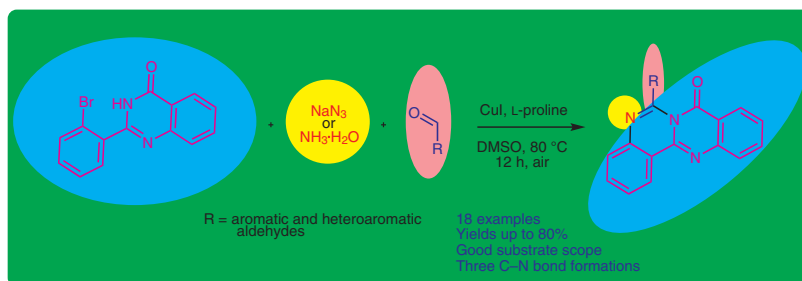 O
Br
HN
N
+
NaN₃
or
NH₃·H₂O
+
O
R
CuI, L-proline
DMSO, 80 °C
12 h, air
R
O
N
N
N
R = aromatic and heteroaromatic
aldehydes
18 examples
Yields up to 80%
Good substrate scope
Three C–N bond formations